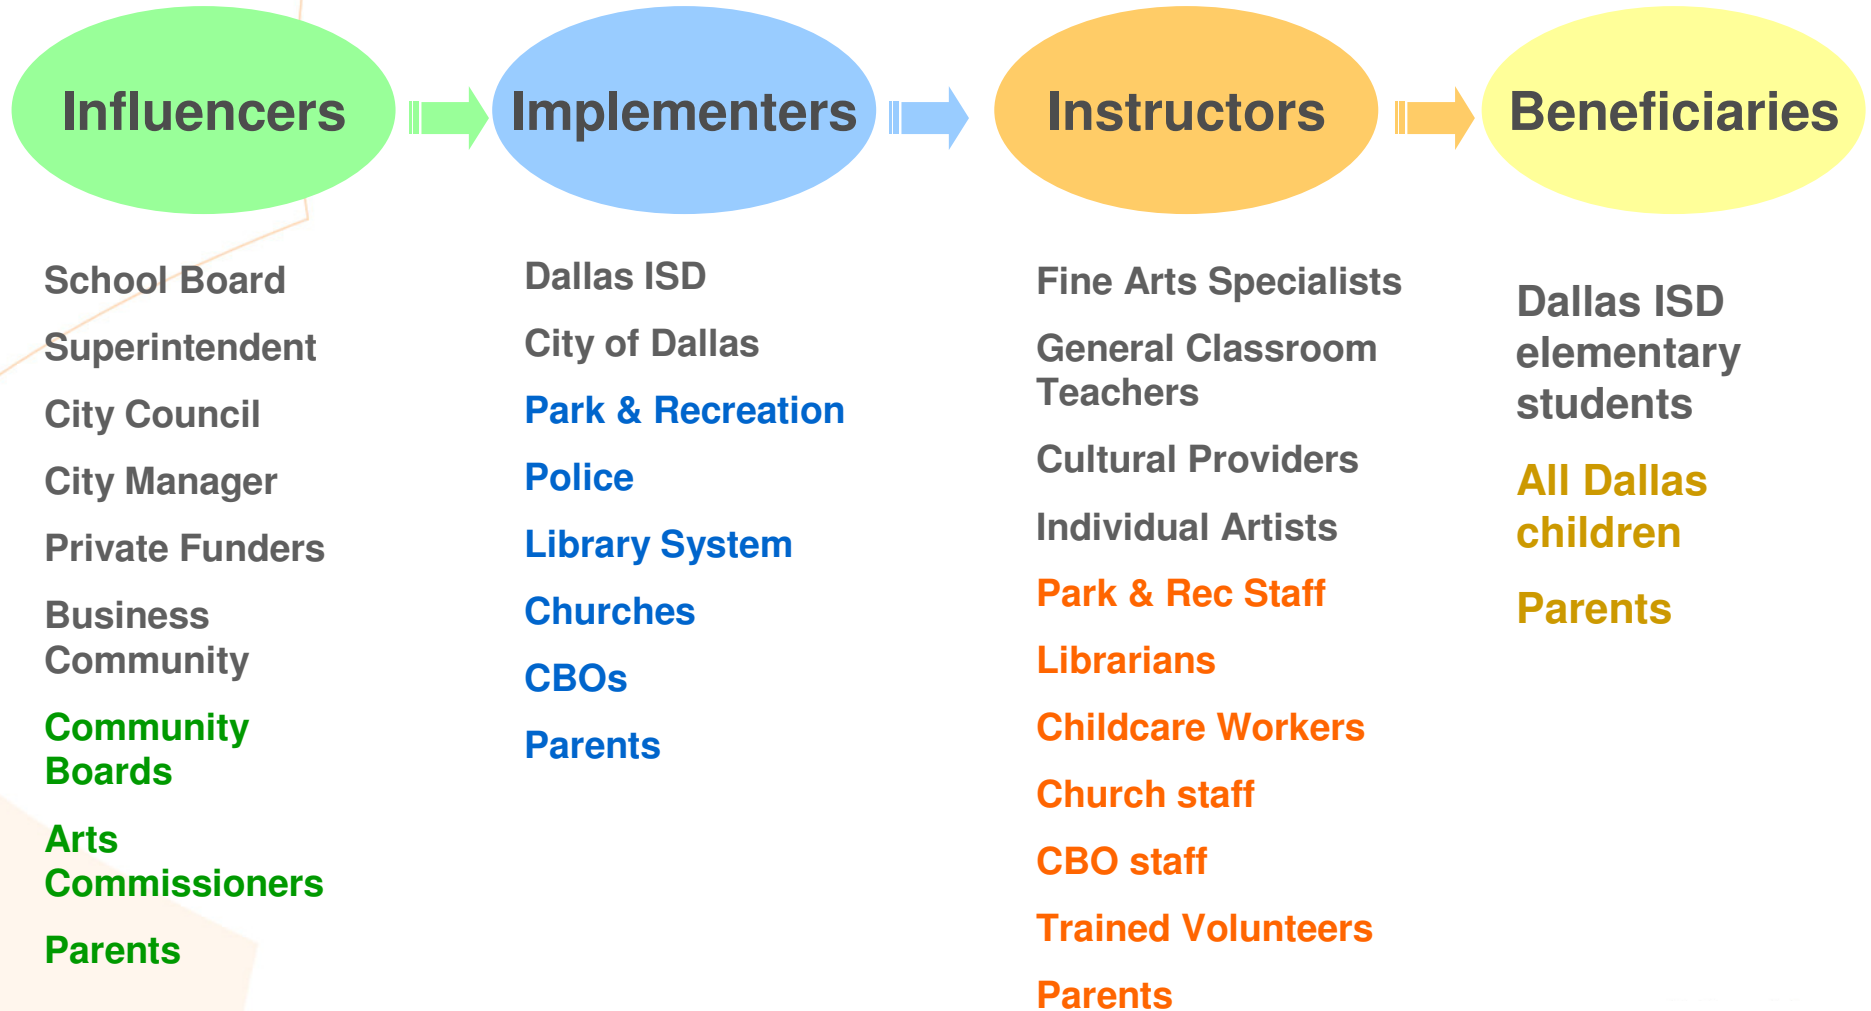 Influencers
Implementers
Instructors
Beneficiaries
School Board
Superintendent
City Council
City Manager
Private Funders
Business
Community
Community
Boards
Arts
Commissioners
Parents
Dallas ISD
City of Dallas
Park & Recreation
Police
Library System
Churches
CBOs
Parents
Fine Arts Specialists
General Classroom
Teachers
Cultural Providers
Individual Artists
Park & Rec Staff
Librarians
Childcare Workers
Church staff
CBO staff
Trained Volunteers
Parents
Dallas ISD
elementary
students
All Dallas
children
Parents